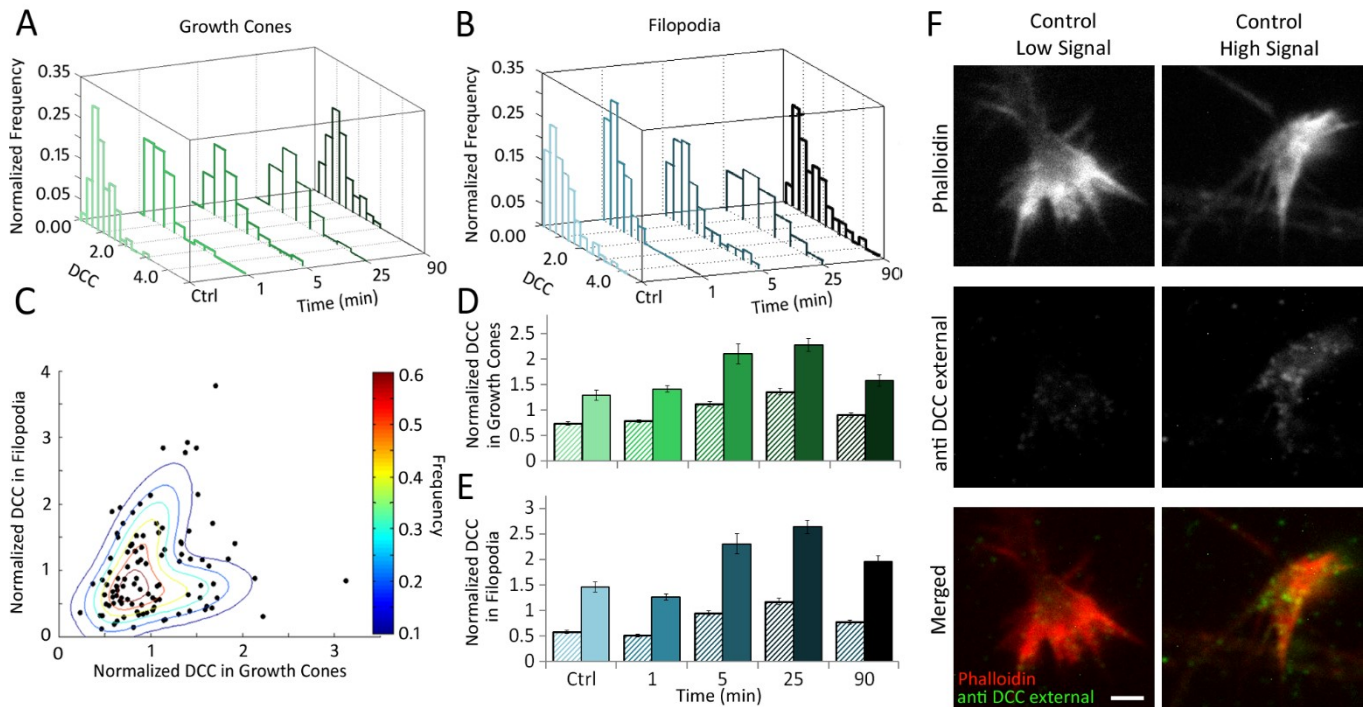 A
Growth Cones
Normalized Frequency
0.35
0.25
0.15
0.05
0.00
2.0
4.0
DCC
Ctrl
1
5
25
90
Time (min)
B
Filopodia
Normalized Frequency
0.35
0.25
0.15
0.05
0.00
2.0
4.0
DCC
Ctrl
1
5
25
90
Time (min)
C
Normalized DCC in Filopodia
4
3
2
1
0
0
1
2
3
Normalized DCC in Growth Cones
0.6
0.5
0.4
0.3
0.2
0.1
Frequency
D
Normalized DCC
in Growth Cones
2.5
2
1.5
1
0.5
0
E
Normalized DCC
in Filopodia
3
2.5
2
1.5
1
0.5
0
Ctrl
1
5
25
90
Time (min)
F
Control
Low Signal
Control
High Signal
Phalloidin
anti DCC external
Merged
Phalloidin
anti DCC external